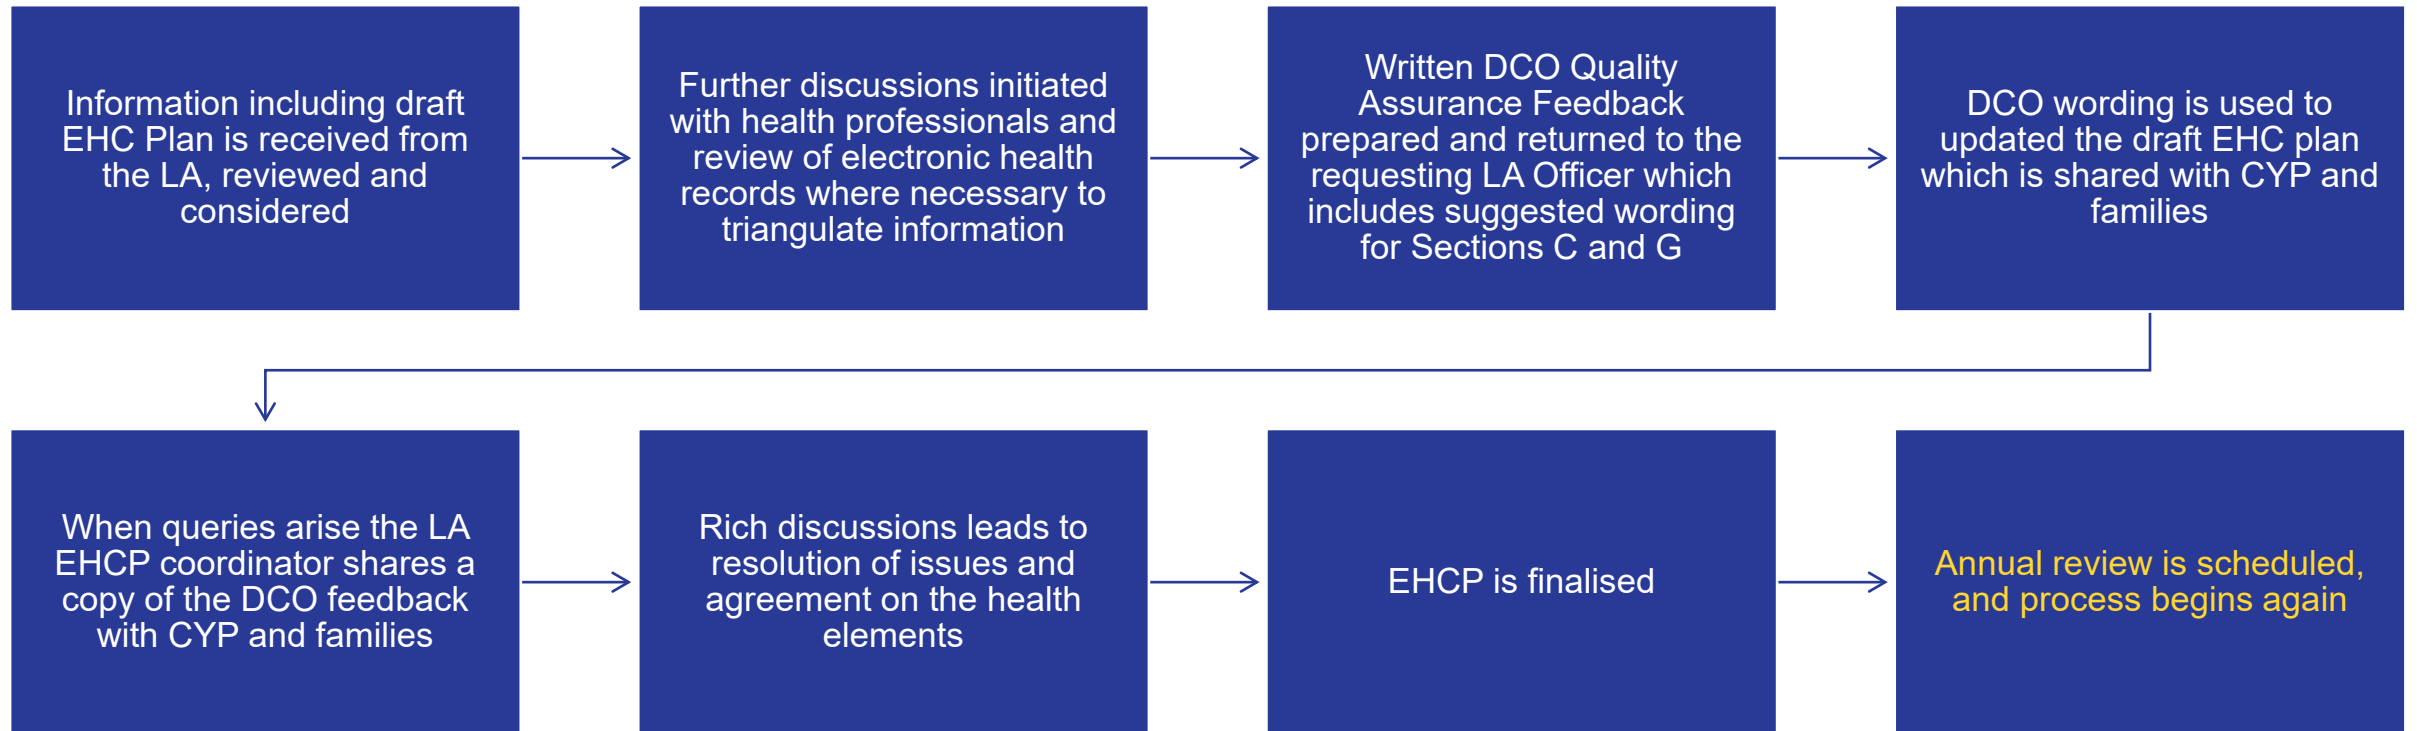 Information including draft
EHC Plan is received from
the LA, reviewed and
considered
Further discussions initiated
with health professionals and
review of electronic health
records where necessary to
triangulate information
Written DCO Quality
Assurance Feedback
prepared and returned to the
requesting LA Officer which
includes suggested wording
for Sections C and G
DCO wording is used to
updated the draft EHC plan
which is shared with CYP and
families
When queries arise the LA
EHCP coordinator shares a
copy of the DCO feedback
with CYP and families
Rich discussions leads to
resolution of issues and
agreement on the health
elements
EHCP is finalised
Annual review is scheduled,
and process begins again